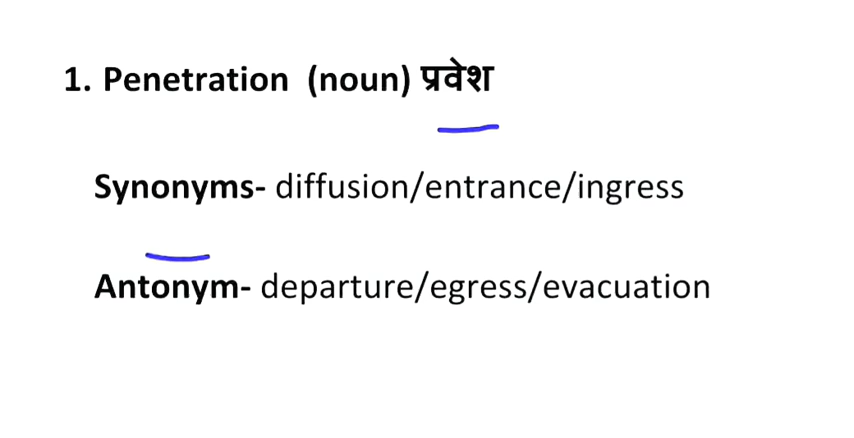 1. Penetration (noun) प्रवेश
Synonyms- diffusion/entrance/ingress
Antonym- departure/egress/evacuation